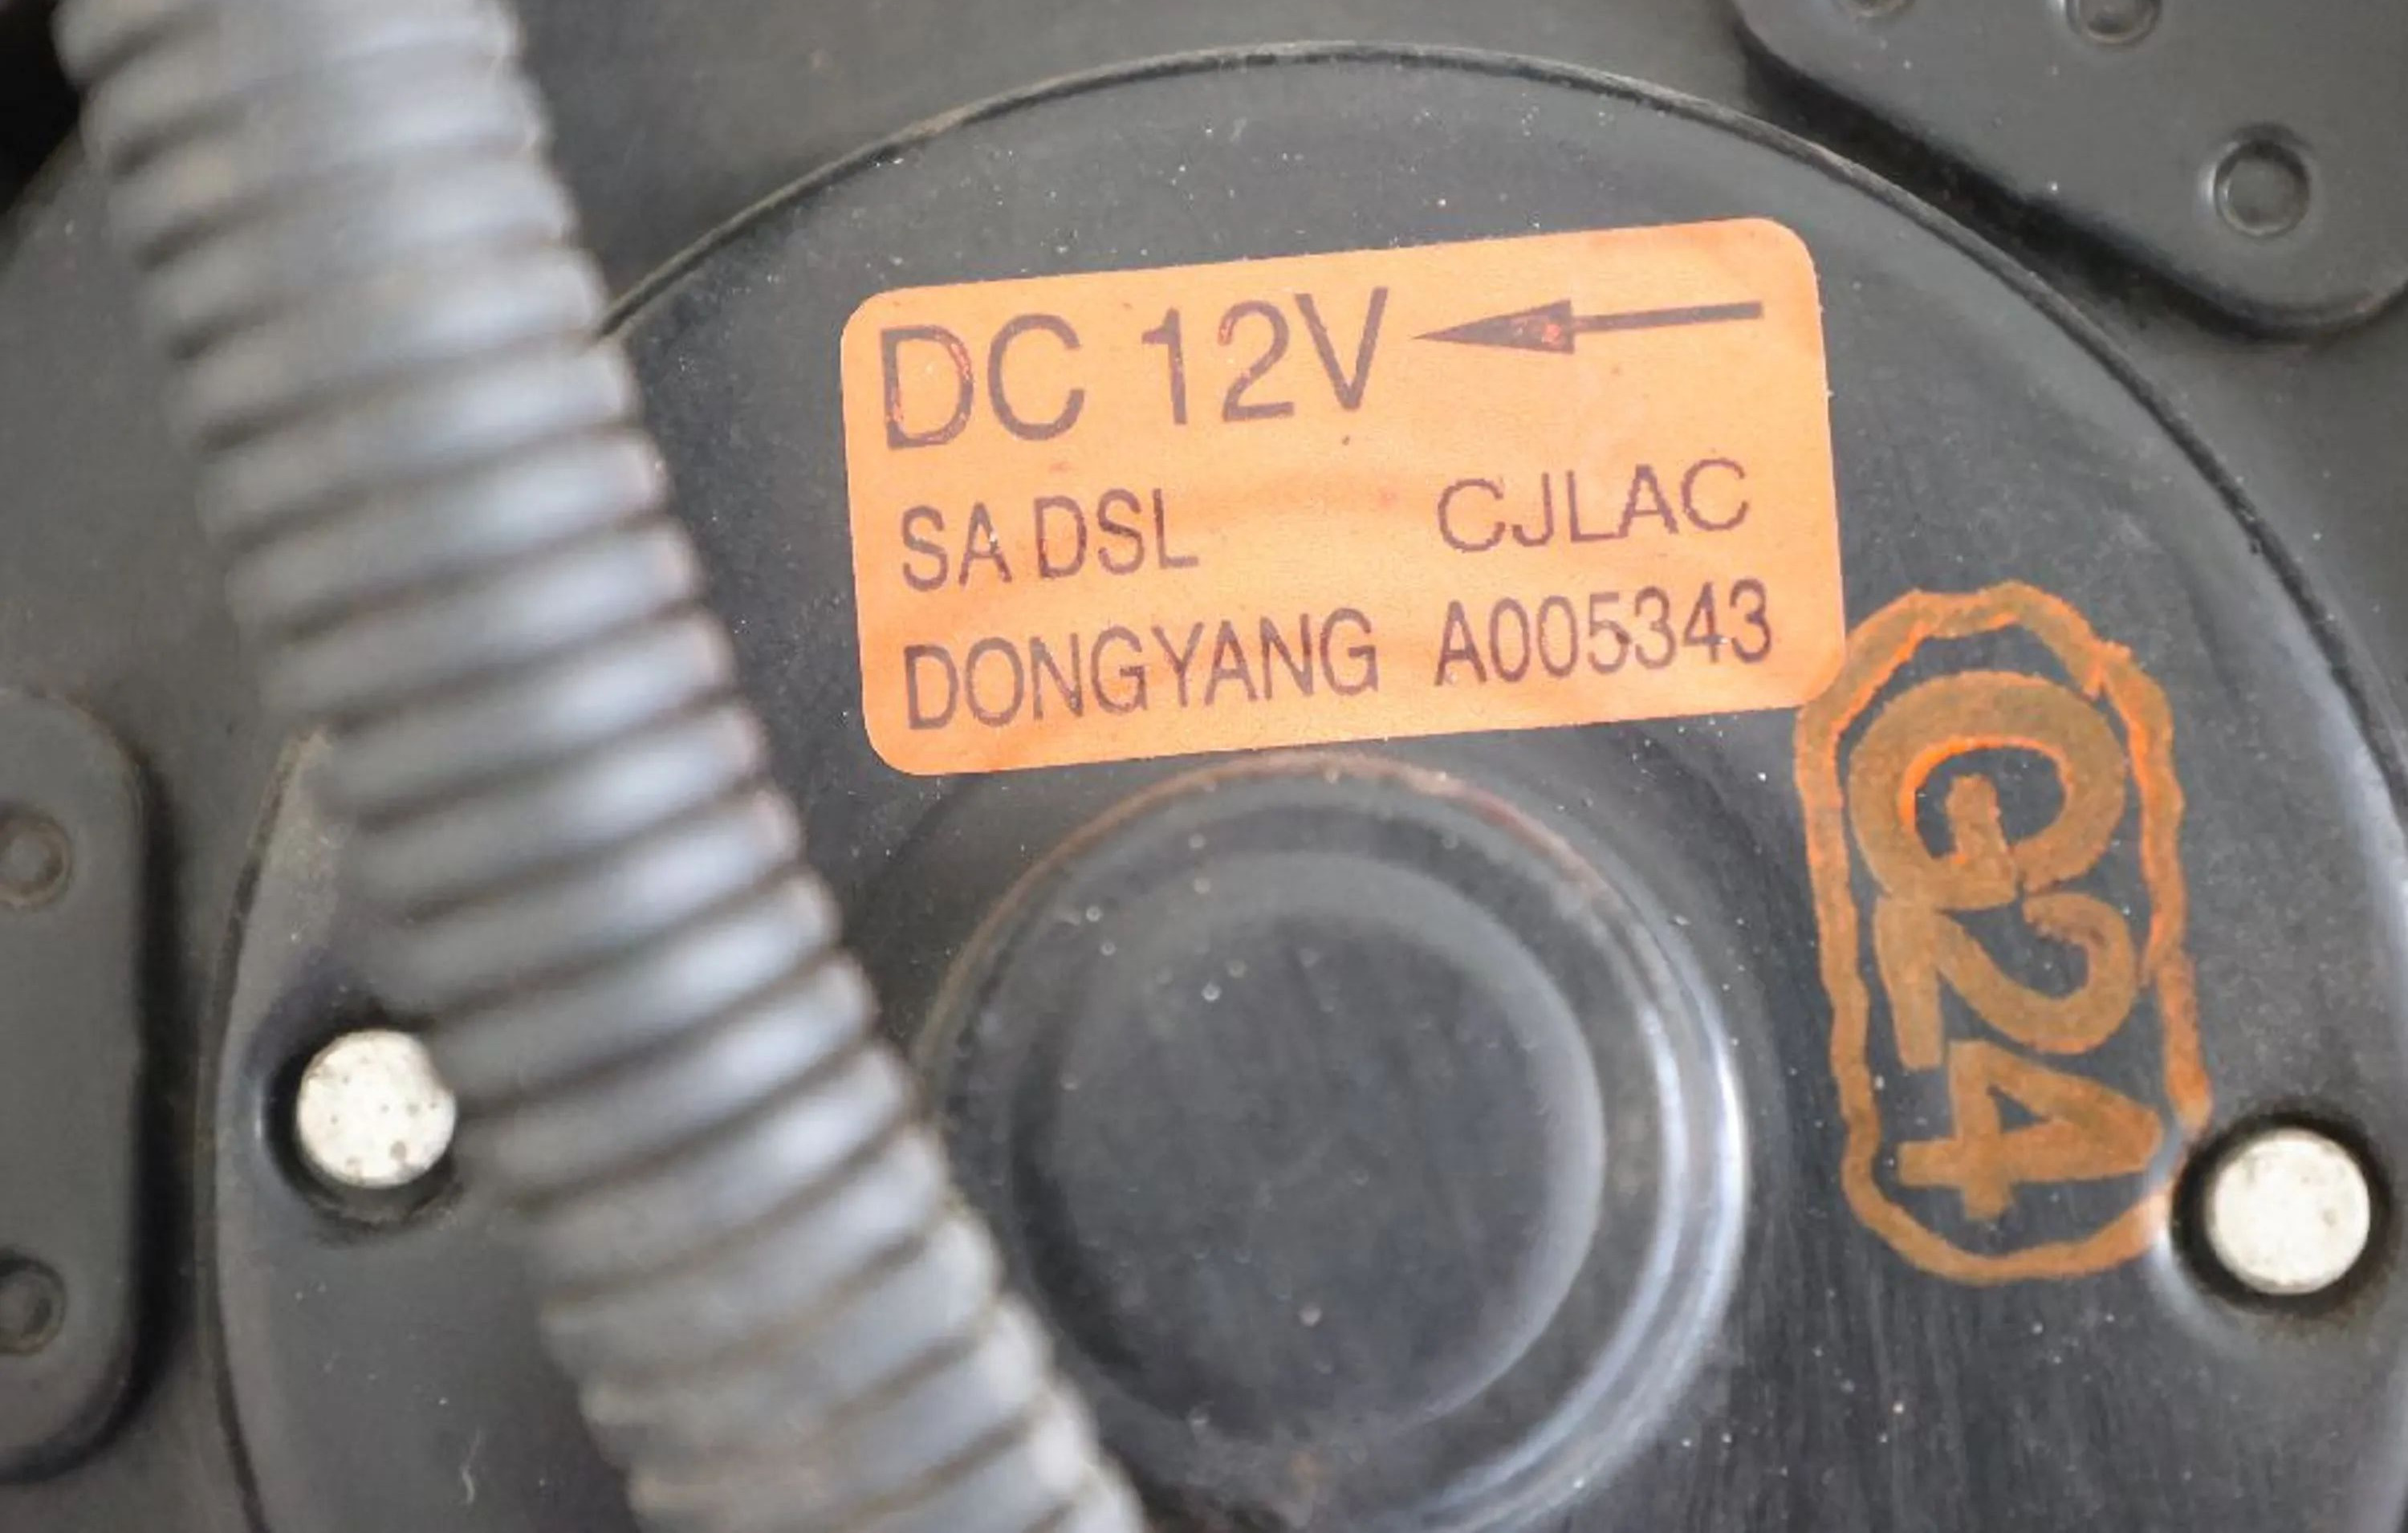 DC 12V
SA DSL CJLAC
DONGYANG A005343
G24